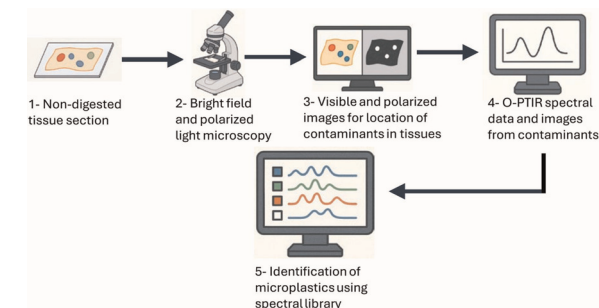 1- Non-digested
tissue section
2- Bright field
and polarized
light microscopy
3- Visible and polarized
images for location of
contaminants in tissues
4- O-PTIR spectral
data and images
from contaminants
5- Identification of
microplastics using
spectral library